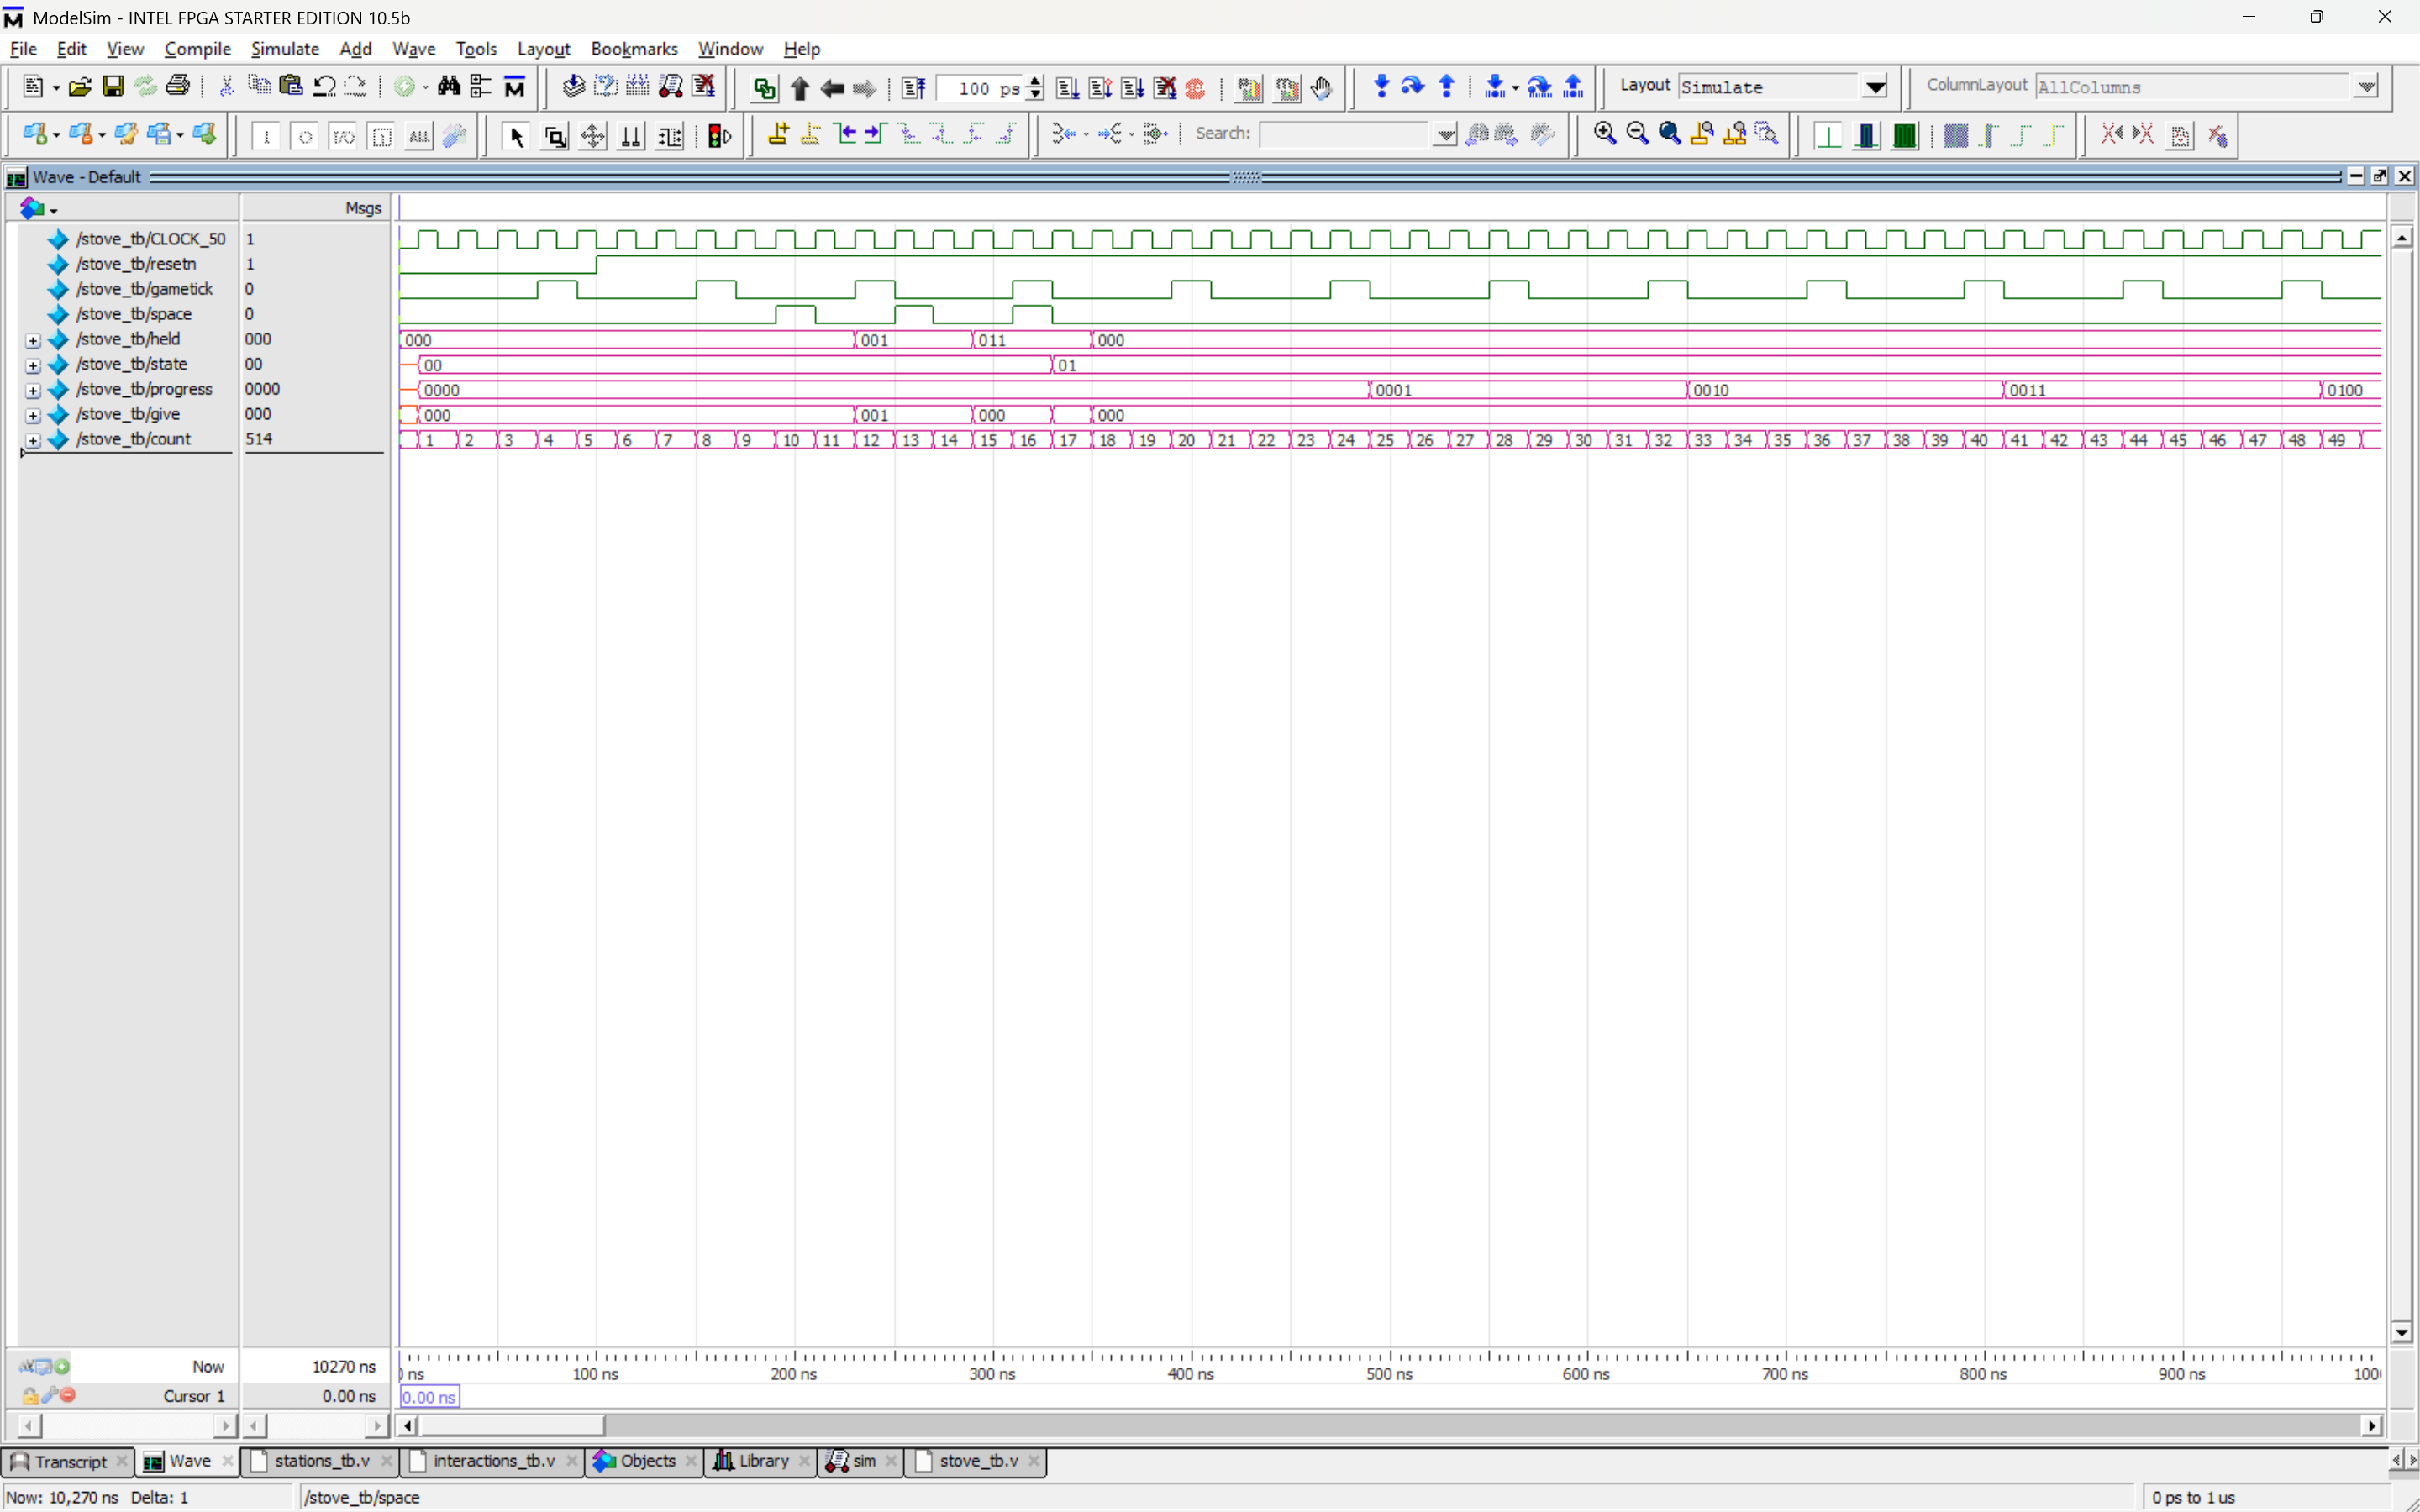 ModelSim - INTEL FPGA STARTER EDITION 10.5b
File Edit View Compile Simulate Add Wave Tools Layout Bookmarks Window Help
100 ps Layout Simulate ColumnLayout AllColumns
ALL Search:
Wave - Default
Msgs
/stove_tb/CLOCK_50 1
/stove_tb/resetn 1
/stove_tb/gametick 0
/stove_tb/space 0
/stove_tb/held 000 000 001 011 000
/stove_tb/state 00 00 01
/stove_tb/progress 0000 0000 0001 0010 0011 0100
/stove_tb/give 000 000 001 000 000
/stove_tb/count 514 1 2 3 4 5 6 7 8 9 10 11 12 13 14 15 16 17 18 19 20 21 22 23 24 25 26 27 28 29 30 31 32 33 34 35 36 37 38 39 40 41 42 43 44 45 46 47 48 49
Now 10270 ns ns 100 ns 200 ns 300 ns 400 ns 500 ns 600 ns 700 ns 800 ns 900 ns 100
Cursor 1 0.00 ns 0.00 ns
Transcript Wave stations_tb.v interactions_tb.v Objects Library sim stove_tb.v
Now: 10,270 ns Delta: 1 /stove_tb/space 0 ps to 1 us